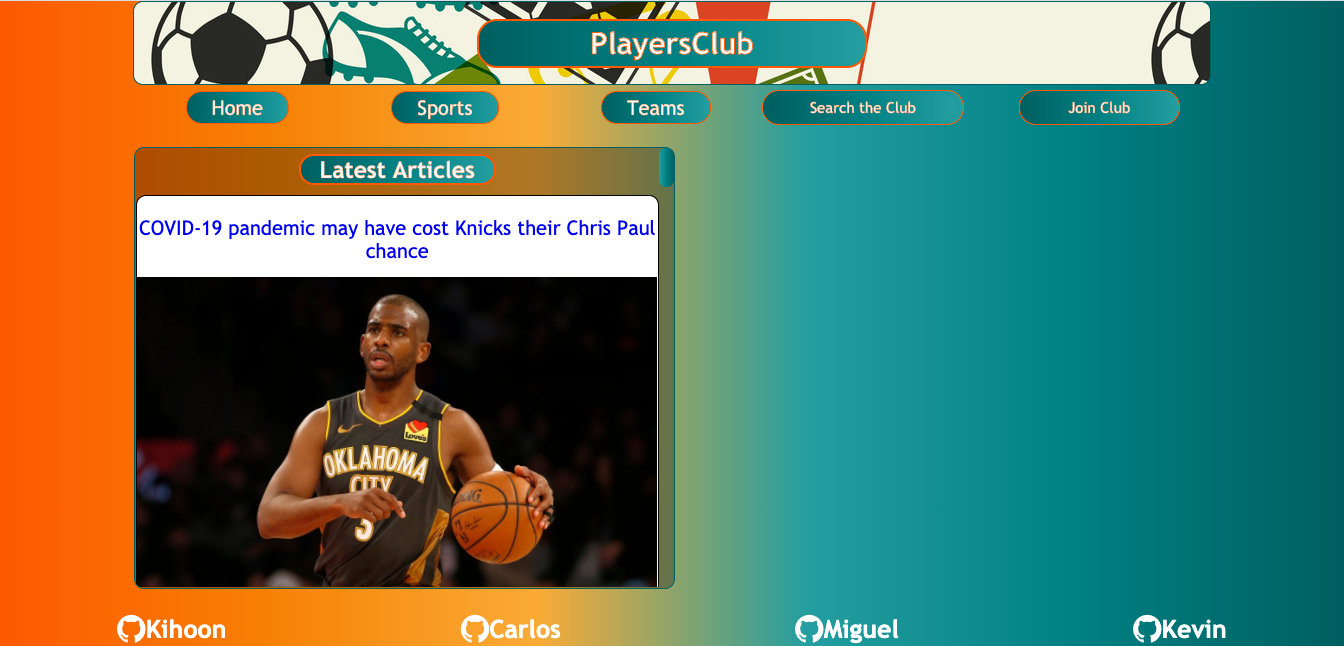 PlayersClub
Home Sports Teams Search the Club Join Club
Latest Articles
COVID-19 pandemic may have cost Knicks their Chris Paul
chance
Love's
OKLAHOMA
CITY
3
Kihoon Carlos Miguel Kevin